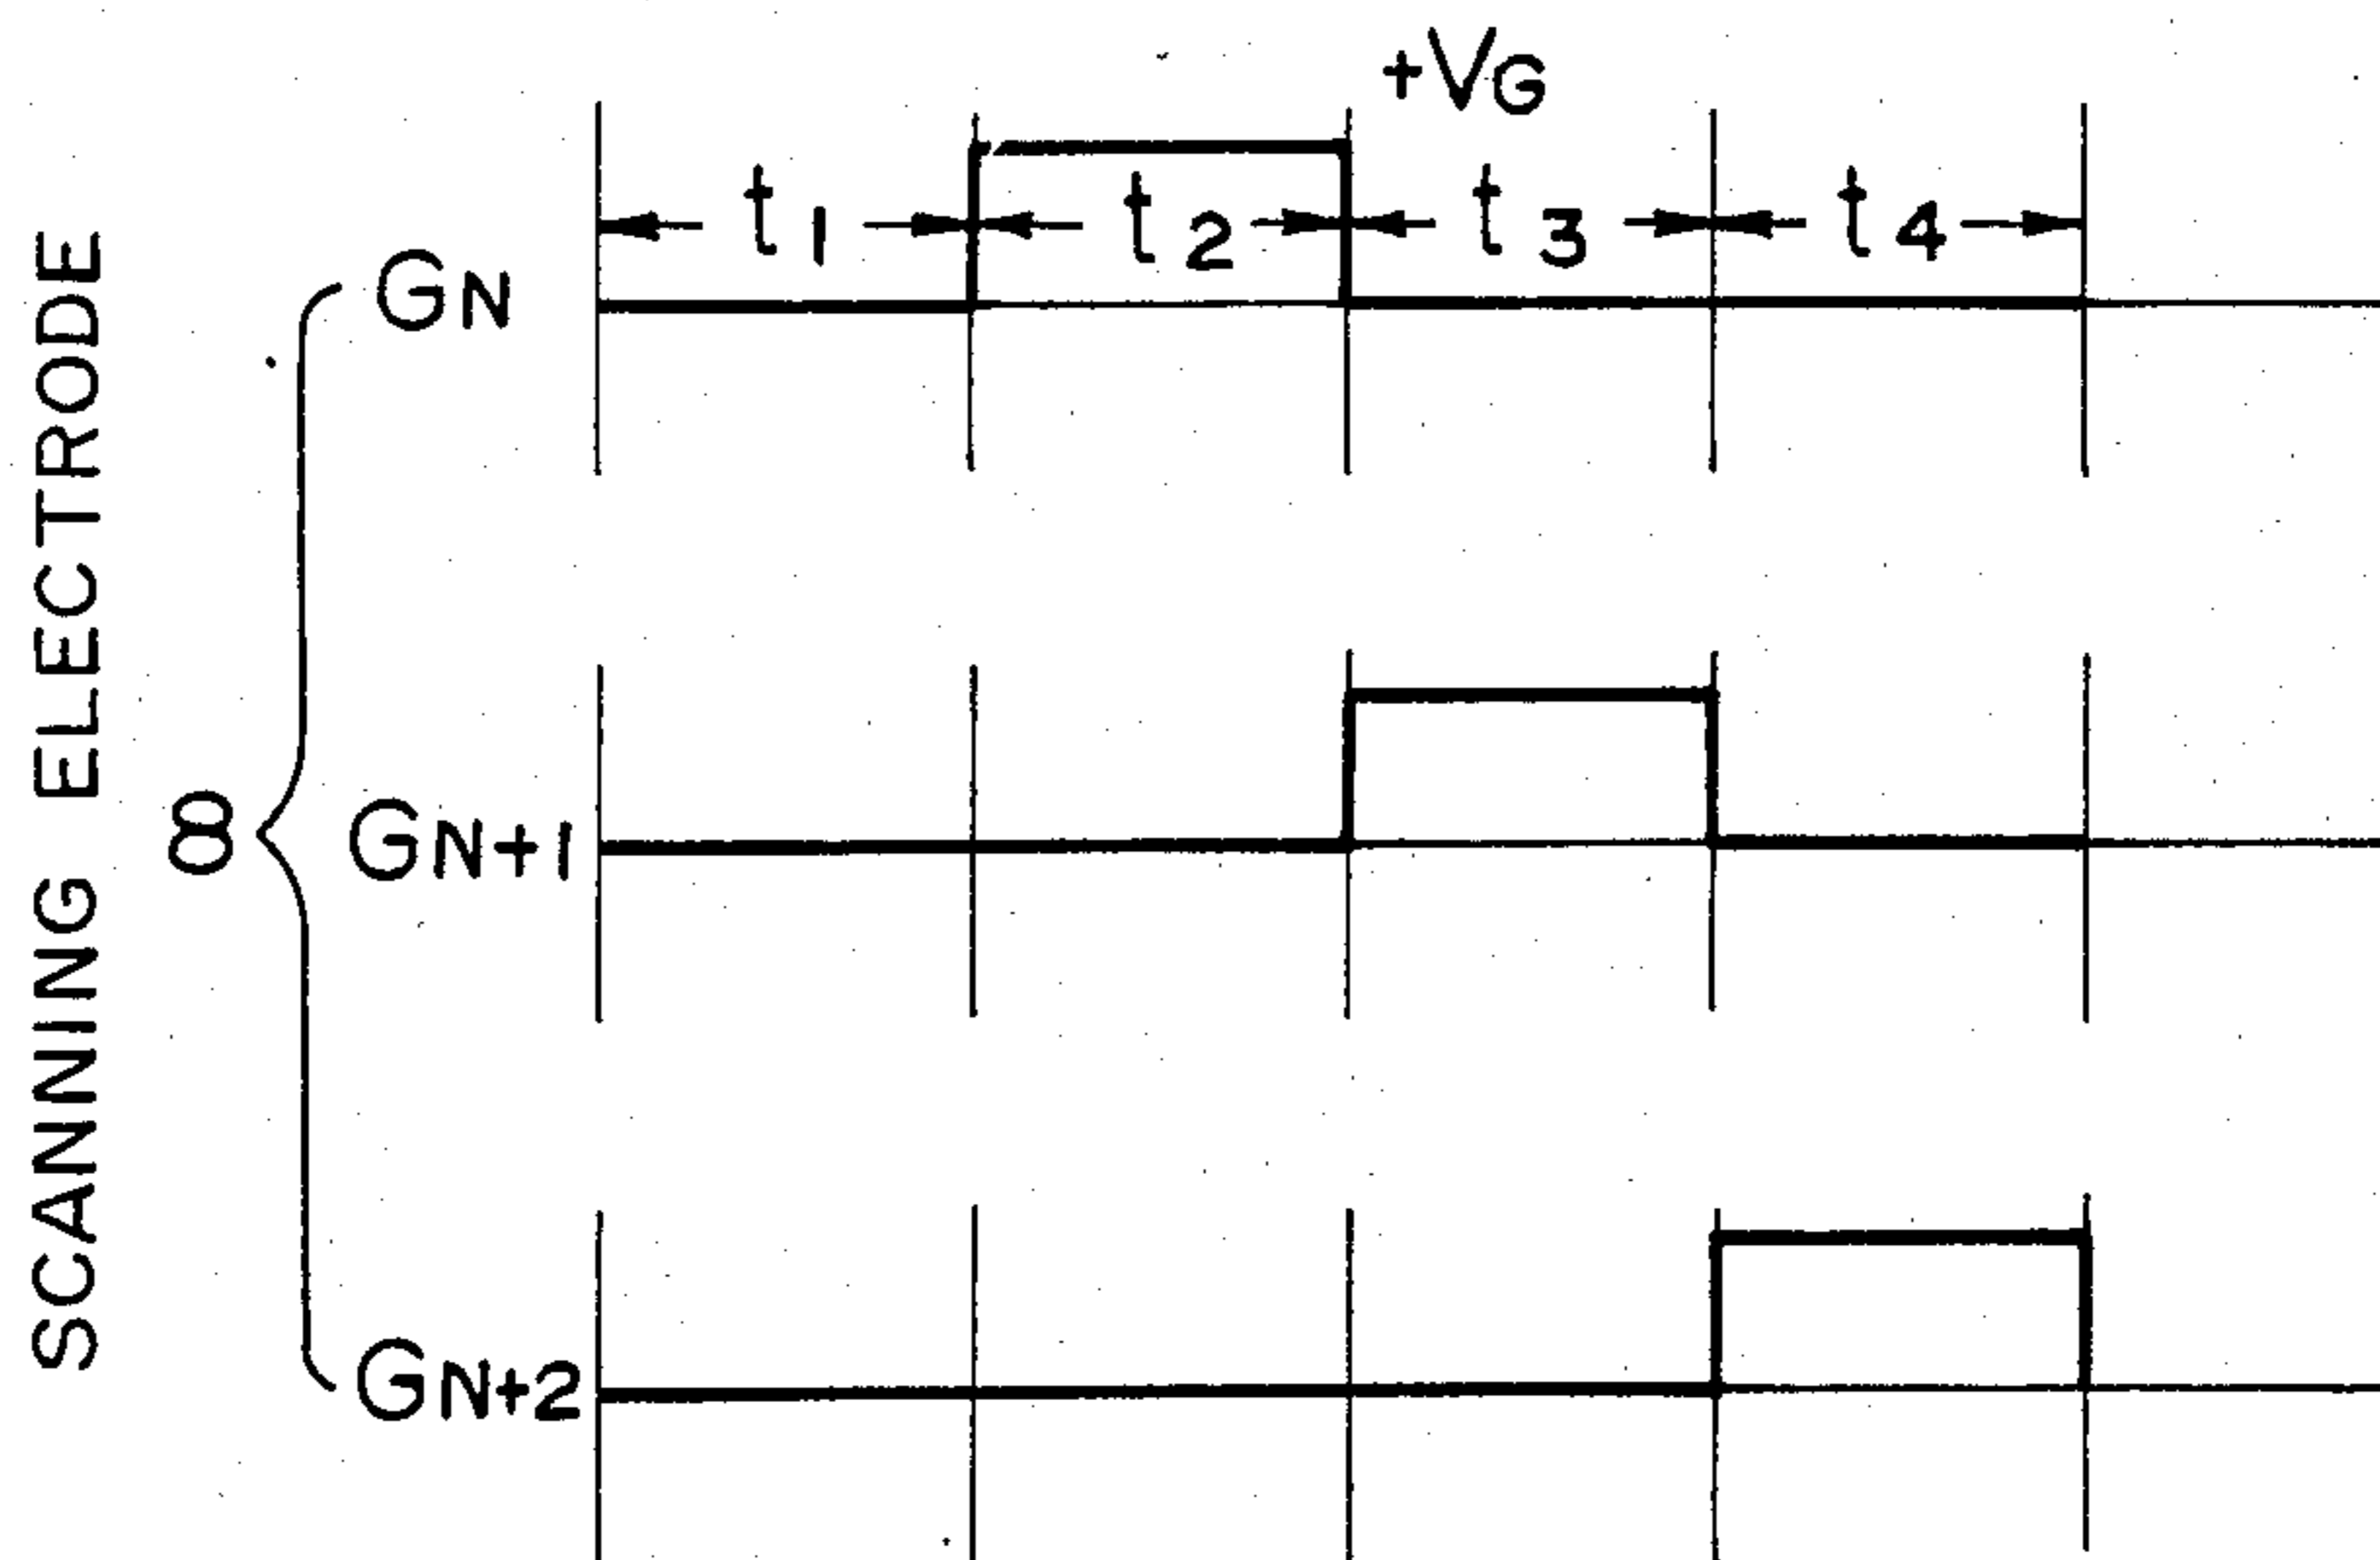 +VG
t1 t2 t3 t4
GN
SCANNING ELECTRODE
8
GN+1
GN+2